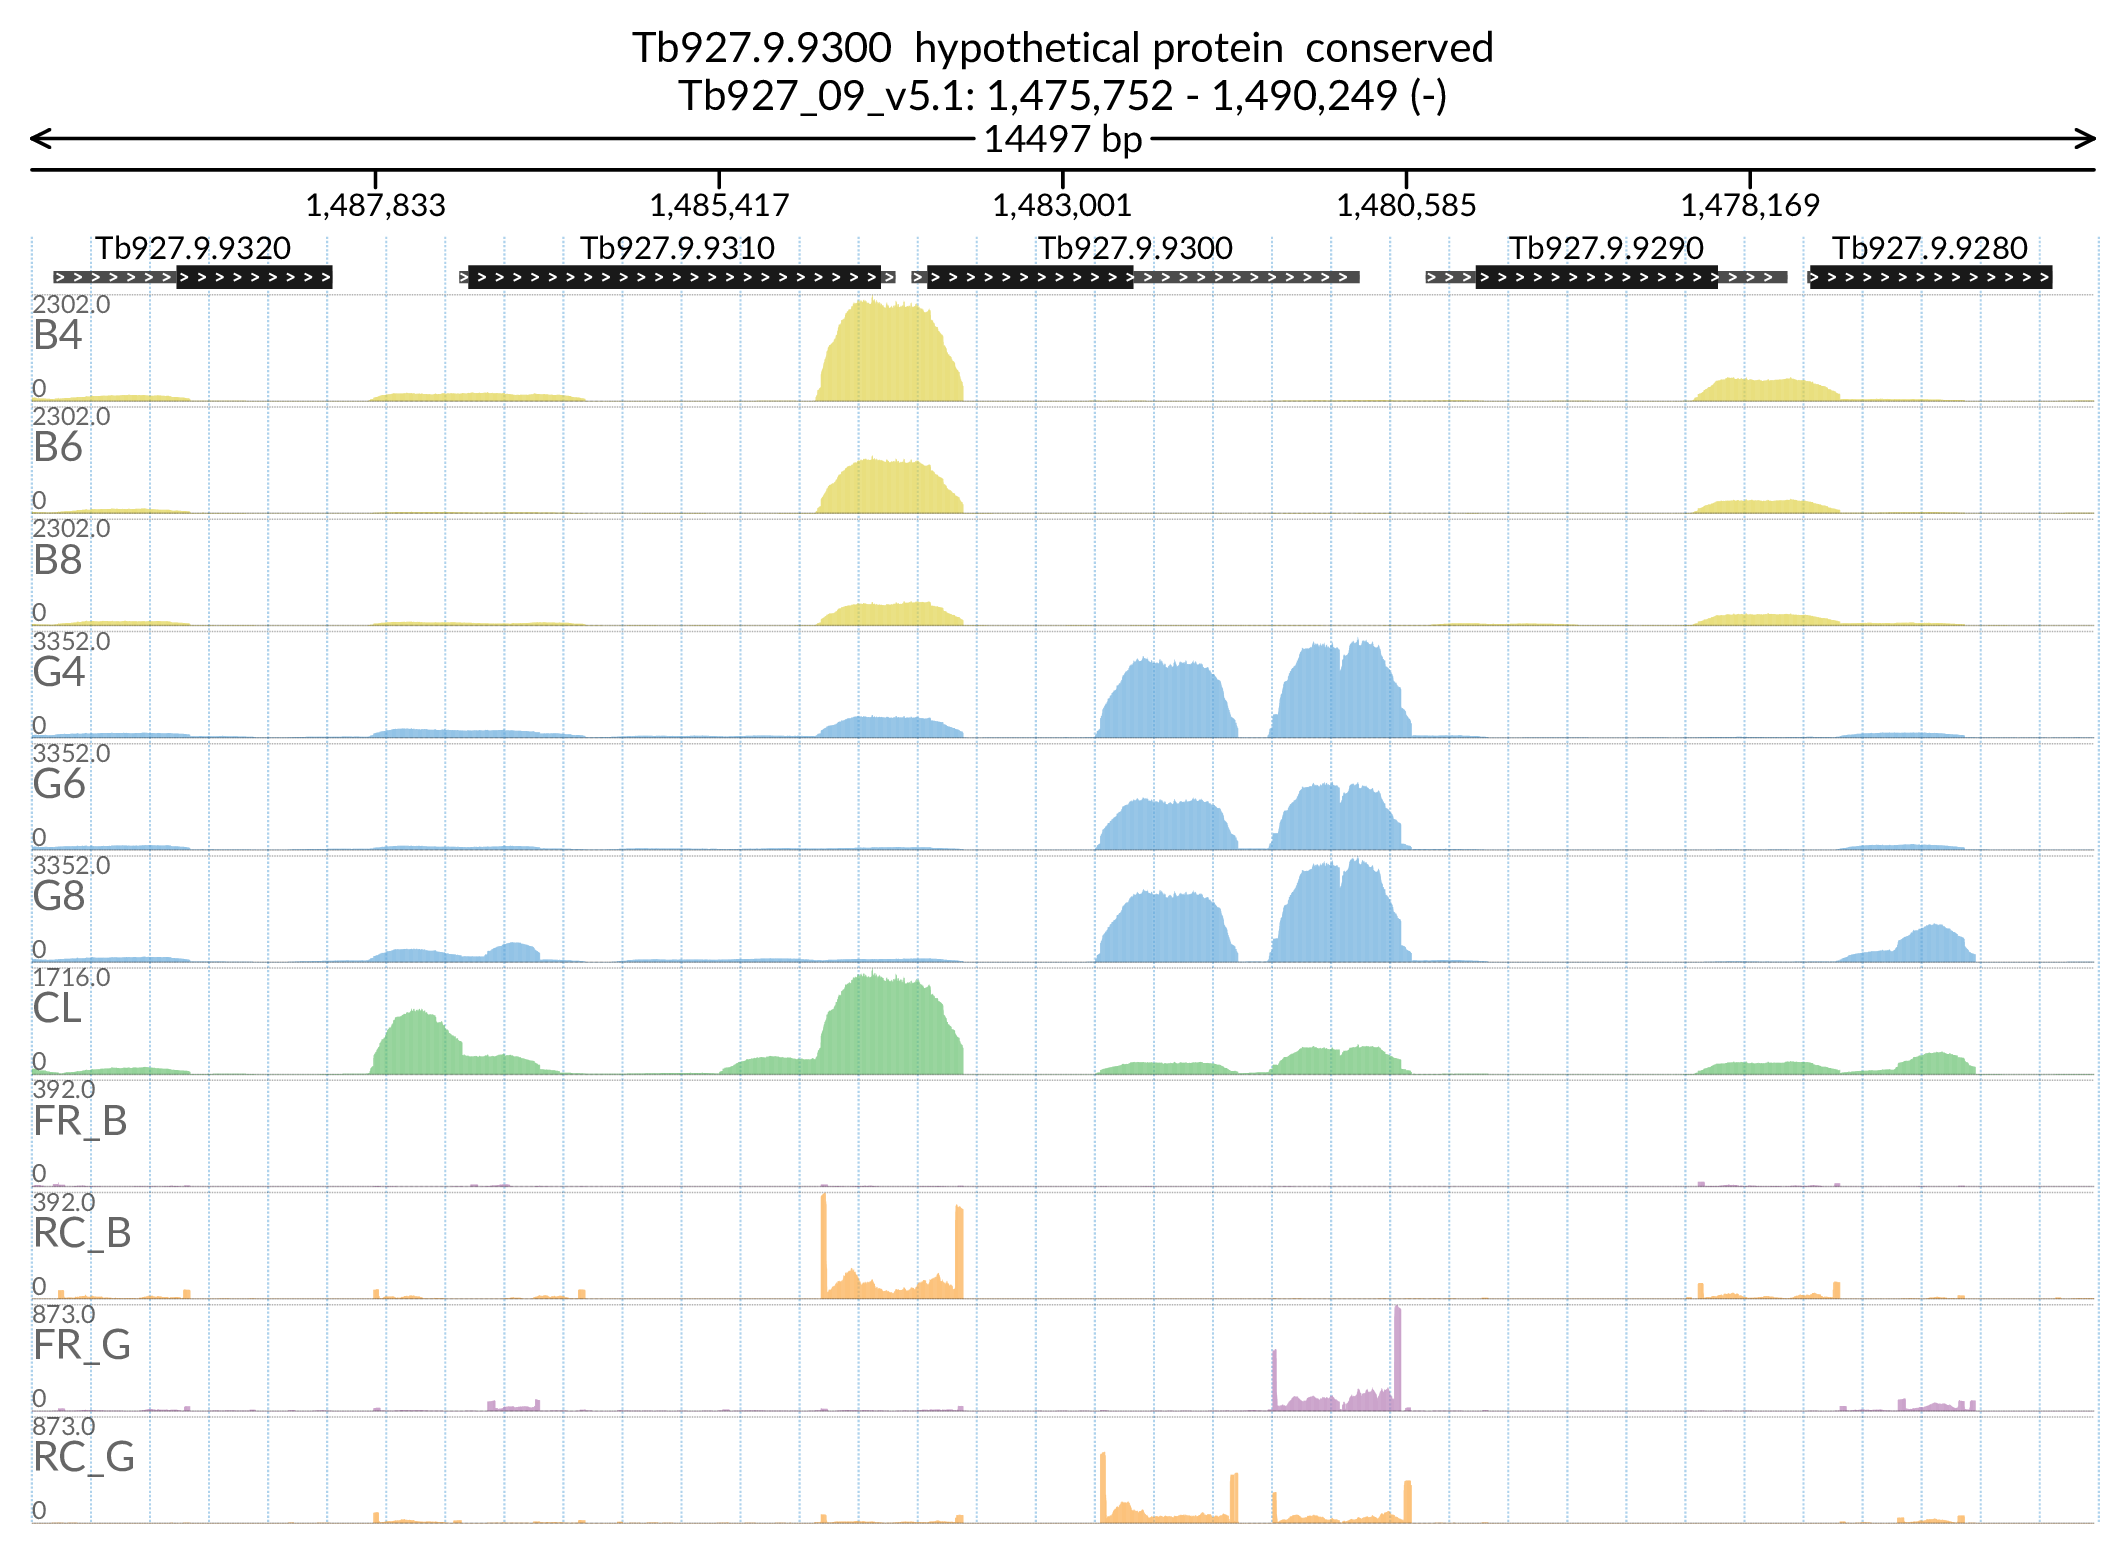 Tb927.9.9300 hypothetical protein conserved
Tb927_09_v5.1: 1,475,752 - 1,490,249 (-)
14497 bp
1,487,833 1,485,417 1,483,001 1,480,585 1,478,169
Tb927.9.9320 Tb927.9.9310 Tb927.9.9300 Tb927.9.9290 Tb927.9.9280
2302.0
B4
0
2302.0
B6
0
2302.0
B8
0
3352.0
G4
0
3352.0
G6
0
3352.0
G8
0
1716.0
CL
0
392.0
FR_B
0
392.0
RC_B
0
873.0
FR_G
0
873.0
RC_G
0